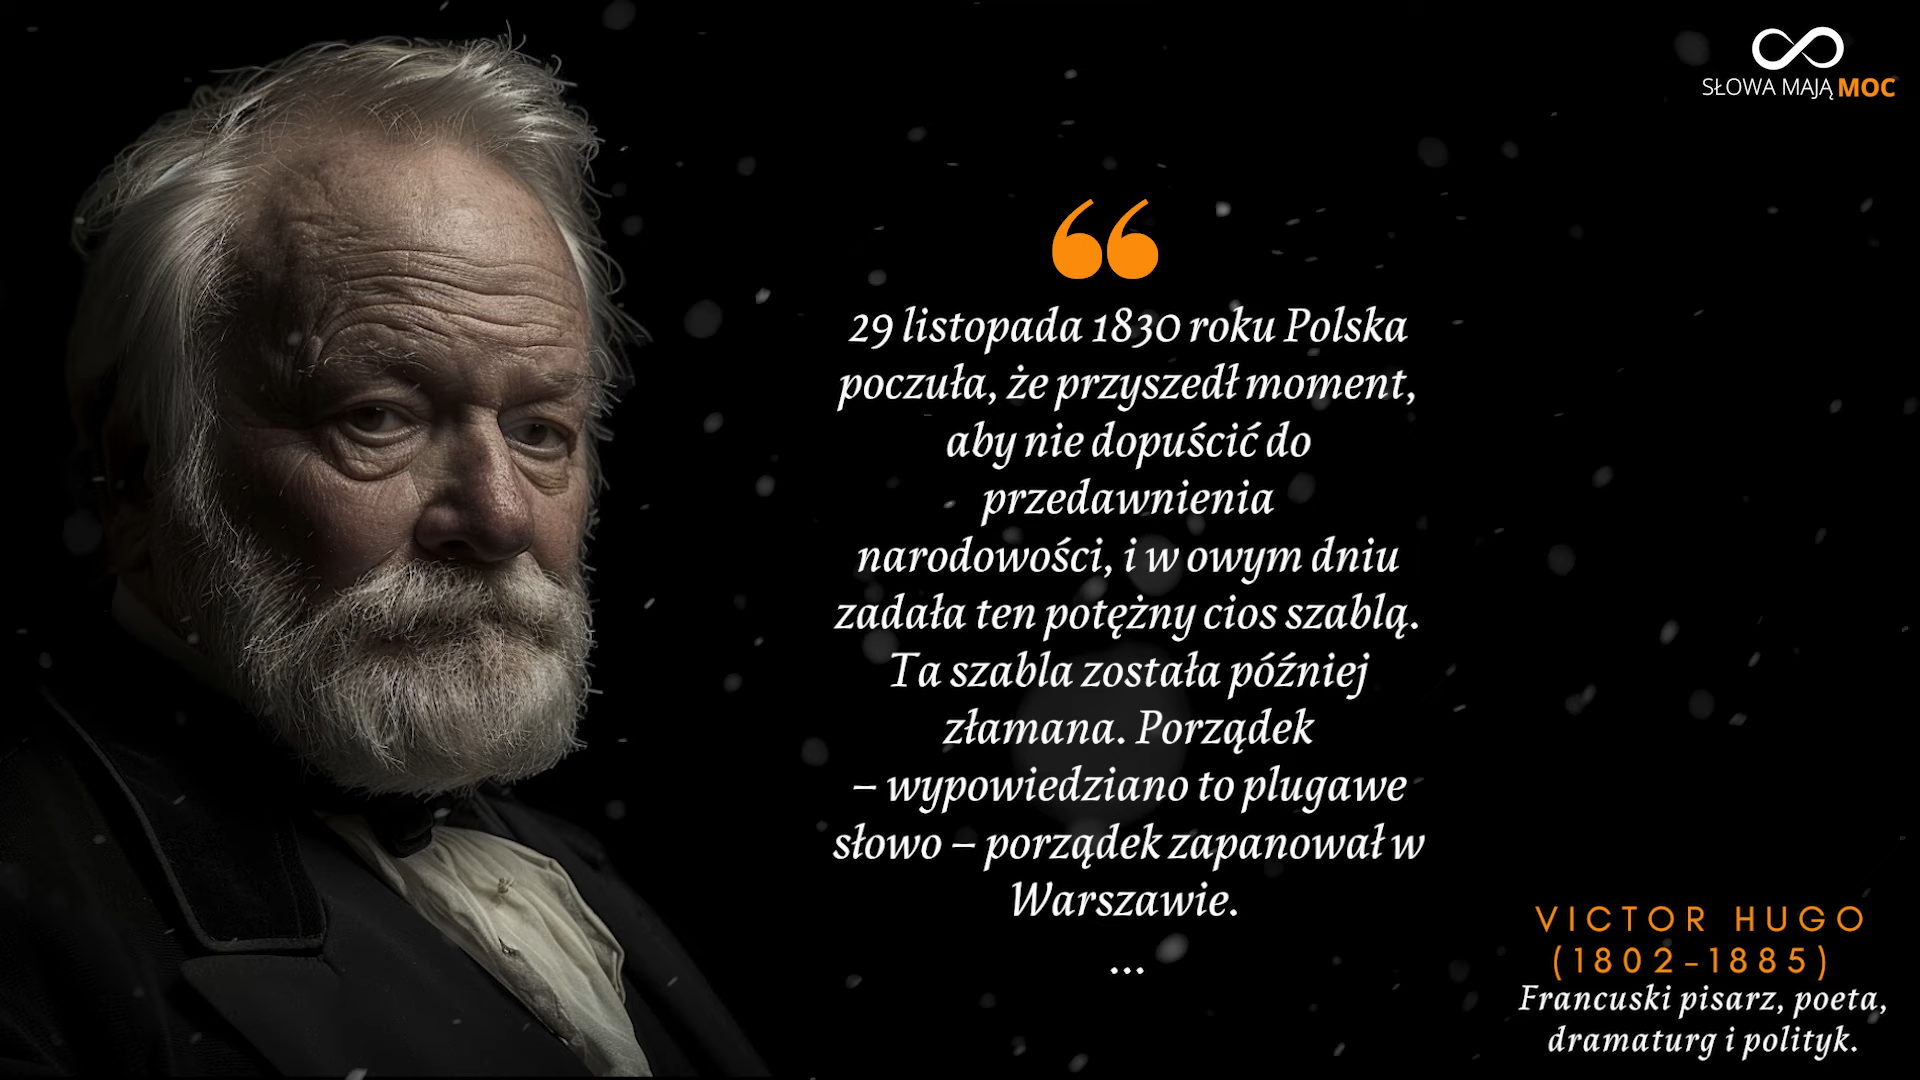 SŁOWA MAJĄ MOC
29 listopada 1830 roku Polska
poczuła, że przyszedł moment,
aby nie dopuścić do
przedawnienia
narodowości, i w owym dniu
zadała ten potężny cios szablą.
Ta szabla została później
złamana. Porządek
– wypowiedziano to plugawe
słowo – porządek zapanował w
Warszawie.
...
VICTOR HUGO
(1802–1885)
Francuski pisarz, poeta,
dramaturg i polityk.